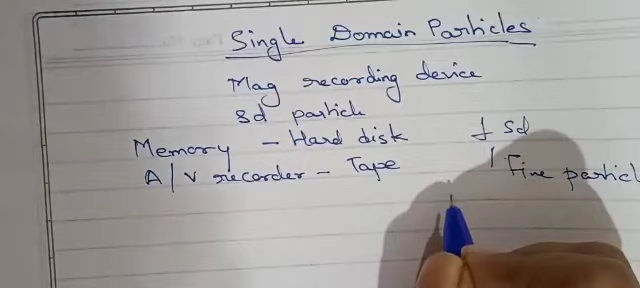 Single Domain Particles
Mag recording device
sd particle
Memory - Hard disk
A/V recorder - Tape
f sd
Fine particl